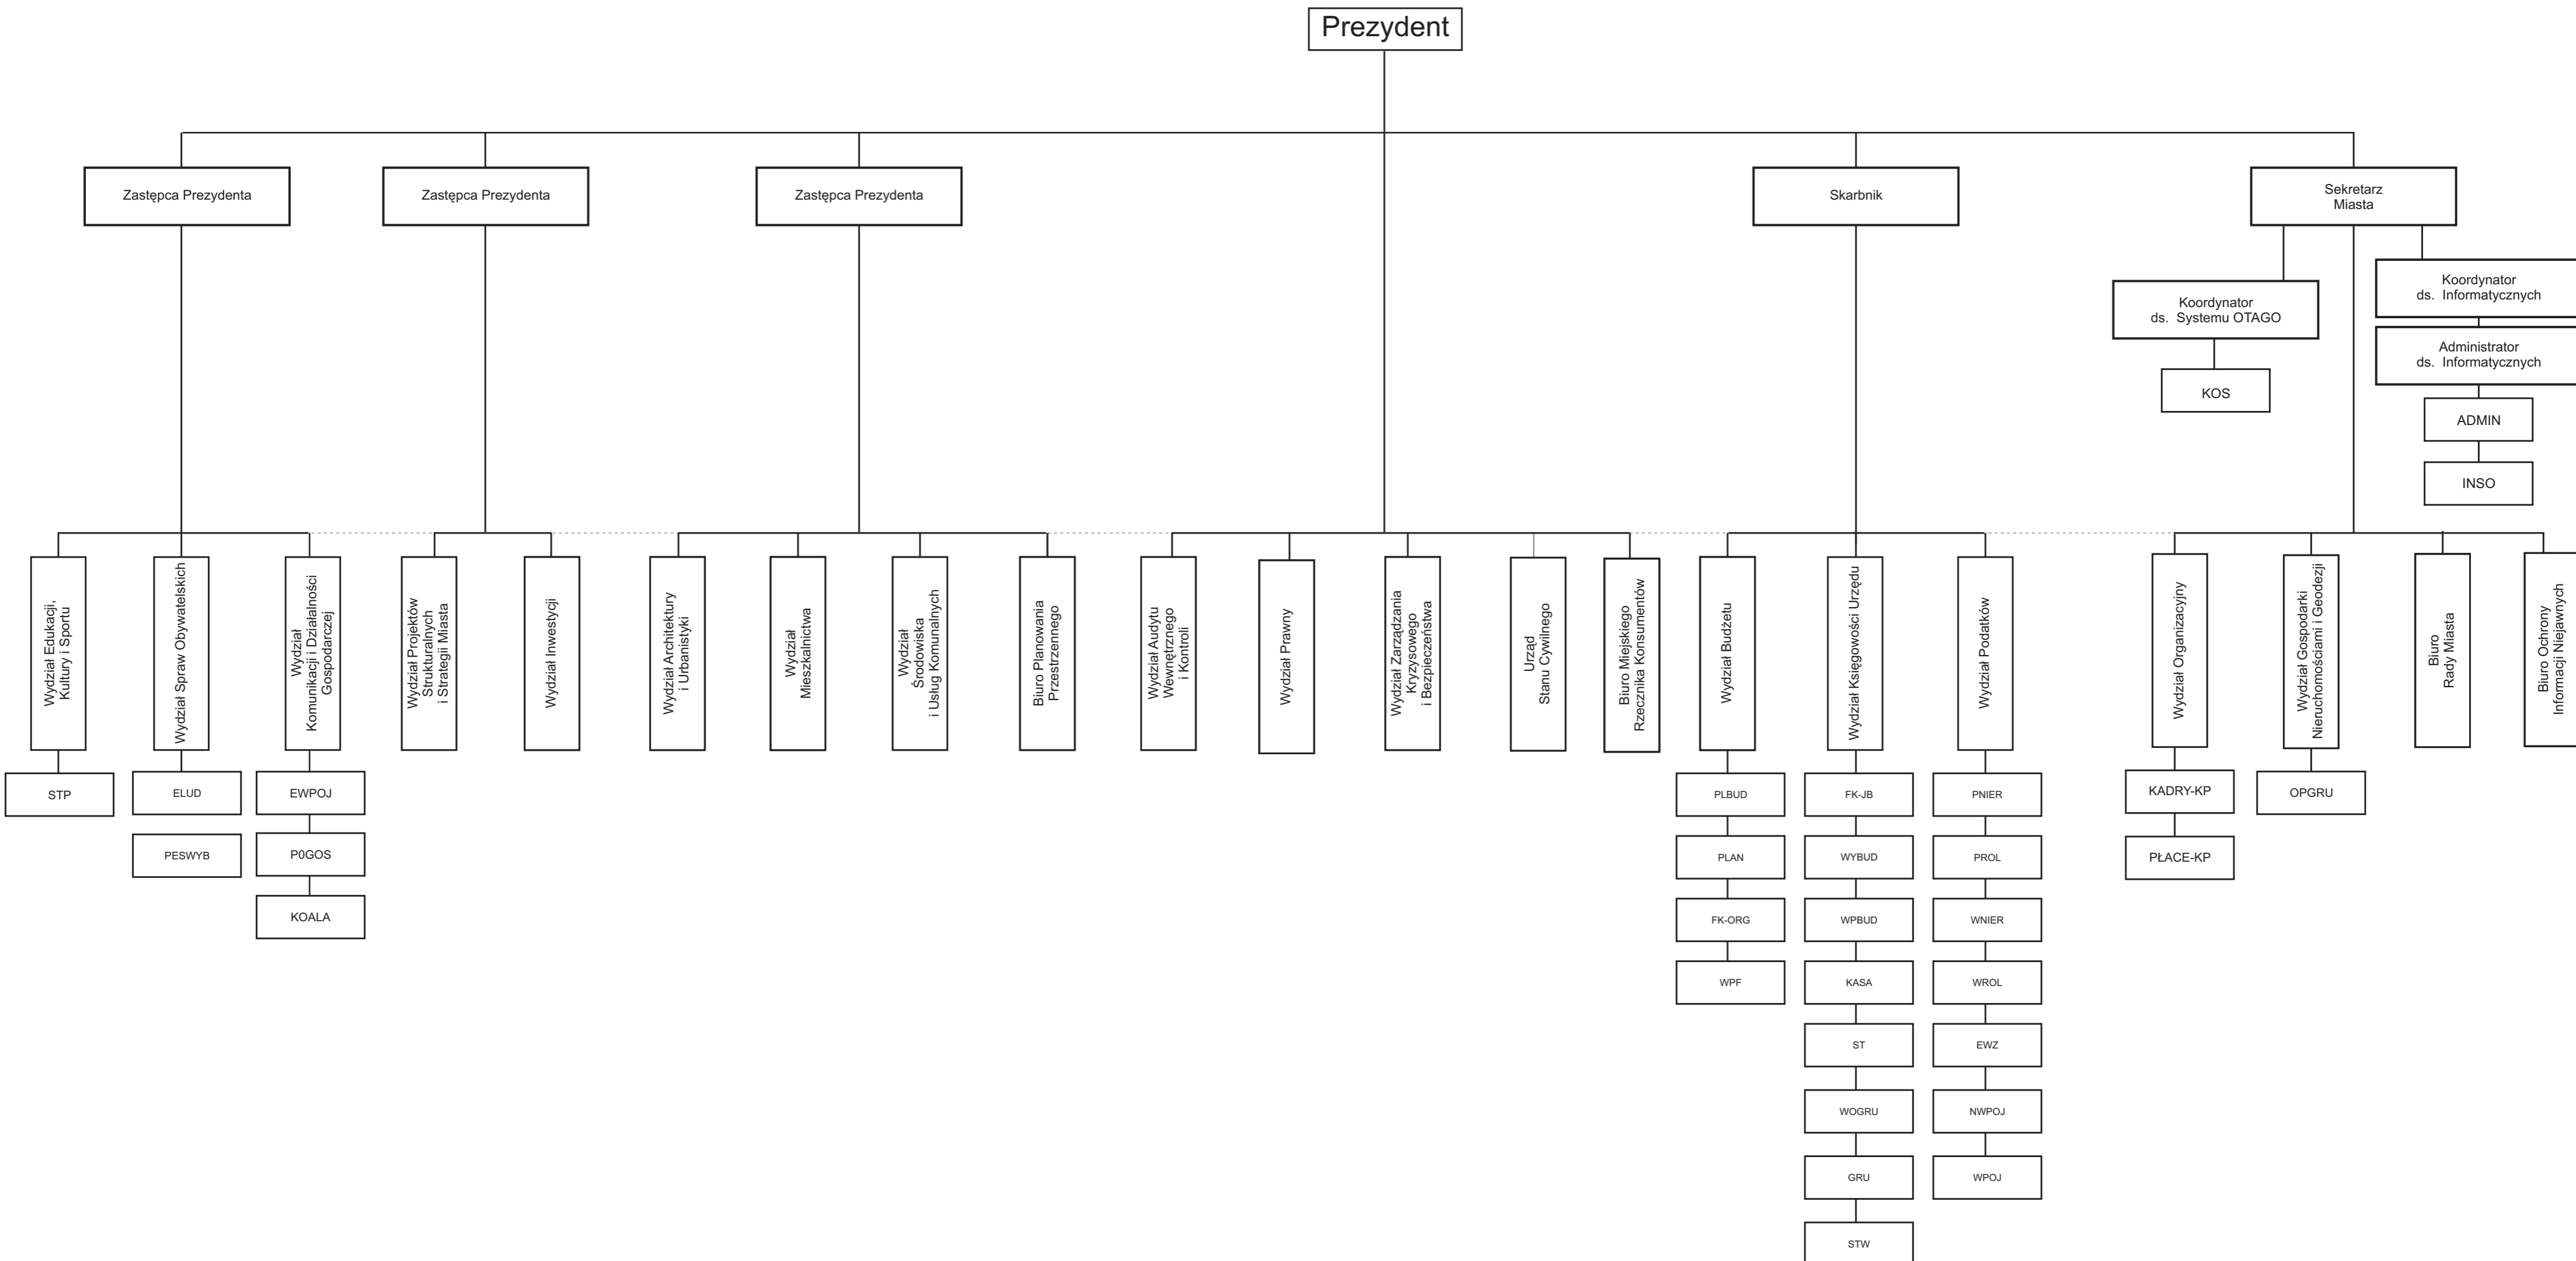 Prezydent
Zastępca Prezydenta
Zastępca Prezydenta
Zastępca Prezydenta
Skarbnik
Sekretarz
Miasta
Koordynator
ds. Systemu OTAGO
KOS
Koordynator
ds. Informatycznych
Administrator
ds. Informatycznych
ADMIN
INSO
Wydział Edukacji,
Kultury i Sportu
Wydział Spraw Obywatelskich
Wydział
Komunikacji i Działalności
Gospodarczej
Wydział Projektów
Strukturalnych
i Strategii Miasta
Wydział Inwestycji
Wydział Architektury
i Urbanistyki
Wydział
Mieszkalnictwa
Wydział
Środowiska
i Usług Komunalnych
Biuro Planowania
Przestrzennego
Wydział Audytu
Wewnętrznego
i Kontroli
Wydział Prawny
Wydział Zarządzania
Kryzysowego
i Bezpieczeństwa
Urząd
Stanu Cywilnego
Biuro Miejskiego
Rzecznika Konsumentów
Wydział Budżetu
Wydział Księgowości Urzędu
Wydział Podatków
Wydział Organizacyjny
Wydział Gospodarki
Nieruchomościami i Geodezji
Biuro
Rady Miasta
Biuro Ochrony
Informacji Niejawnych
STP
ELUD
PESWYB
EWPOJ
P0GOS
KOALA
PLBUD
PLAN
FK-ORG
WPF
FK-JB
WYBUD
WPBUD
KASA
ST
WOGRU
GRU
STW
PNIER
PROL
WNIER
WROL
EWZ
NWPOJ
WPOJ
KADRY-KP
PŁACE-KP
OPGRU